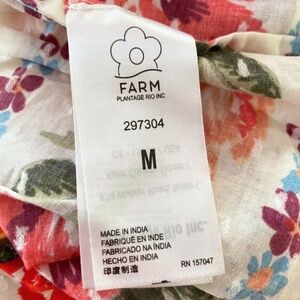 FARM
PLANTAGE RIO INC
297304
M
MADE IN INDIA
FABRIQUÉ EN INDE
FABRICADO NA ÍNDIA
HECHO EN INDIA
印度制造
RN 157047